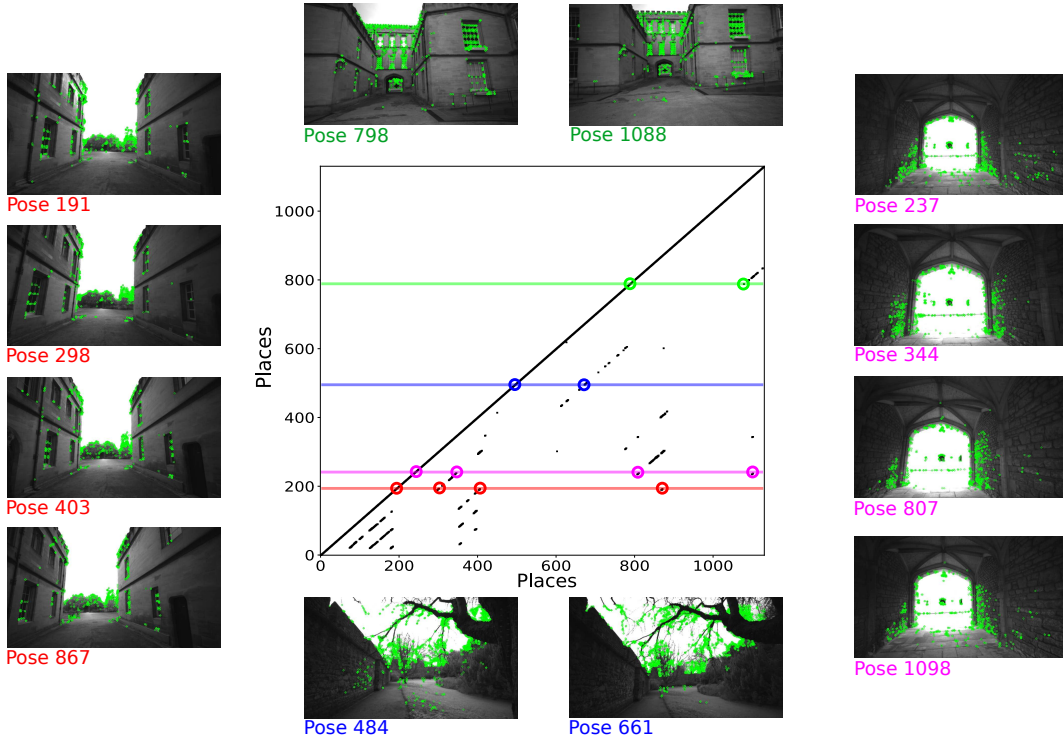 Pose 798
Pose 1088
Pose 191
Pose 298
Pose 403
Pose 867
Places
1000
800
600
400
200
0
0 200 400 600 800 1000
Places
Pose 237
Pose 344
Pose 807
Pose 1098
Pose 484
Pose 661